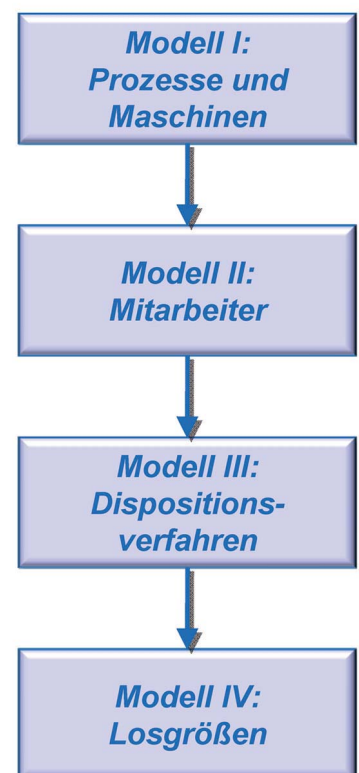 Modell I:
Prozesse und
Maschinen
Modell II:
Mitarbeiter
Modell III:
Dispositions-
verfahren
Modell IV:
Losgrößen